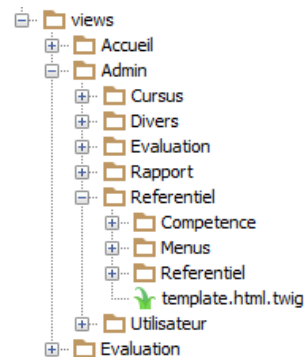 views
Accueil
Admin
Cursus
Divers
Evaluation
Rapport
Referentiel
Competence
Menus
Referentiel
template.html.twig
Utilisateur
Evaluation